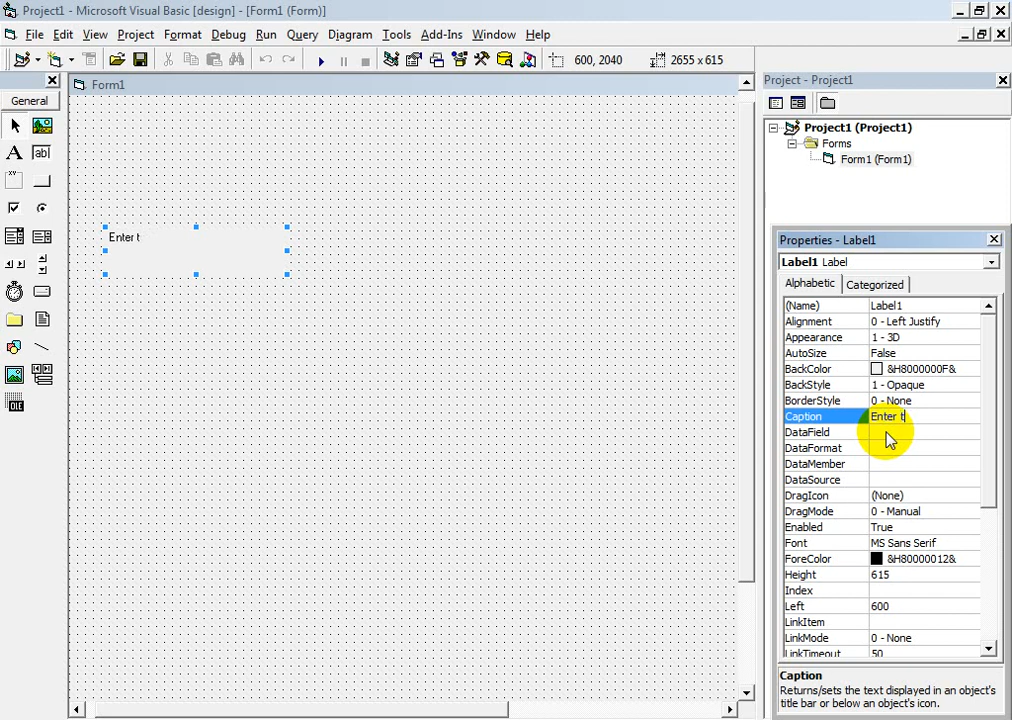 Project1 - Microsoft Visual Basic [design] - [Form1 (Form)]
File Edit View Project Format Debug Run Query Diagram Tools Add-Ins Window Help
600, 2040 2655 x 615
General
Form1
Enter t
A
ab|
xy
OLE
Project - Project1
Project1 (Project1)
Forms
Form1 (Form1)
Properties - Label1
Label1 Label
Alphabetic Categorized
(Name) Label1
Alignment 0 - Left Justify
Appearance 1 - 3D
AutoSize False
BackColor &H8000000F&
BackStyle 1 - Opaque
BorderStyle 0 - None
Caption Enter t
DataField
DataFormat
DataMember
DataSource
DragIcon (None)
DragMode 0 - Manual
Enabled True
Font MS Sans Serif
ForeColor &H80000012&
Height 615
Index
Left 600
LinkItem
LinkMode 0 - None
LinkTimeout 50
Caption
Returns/sets the text displayed in an object's
title bar or below an object's icon.